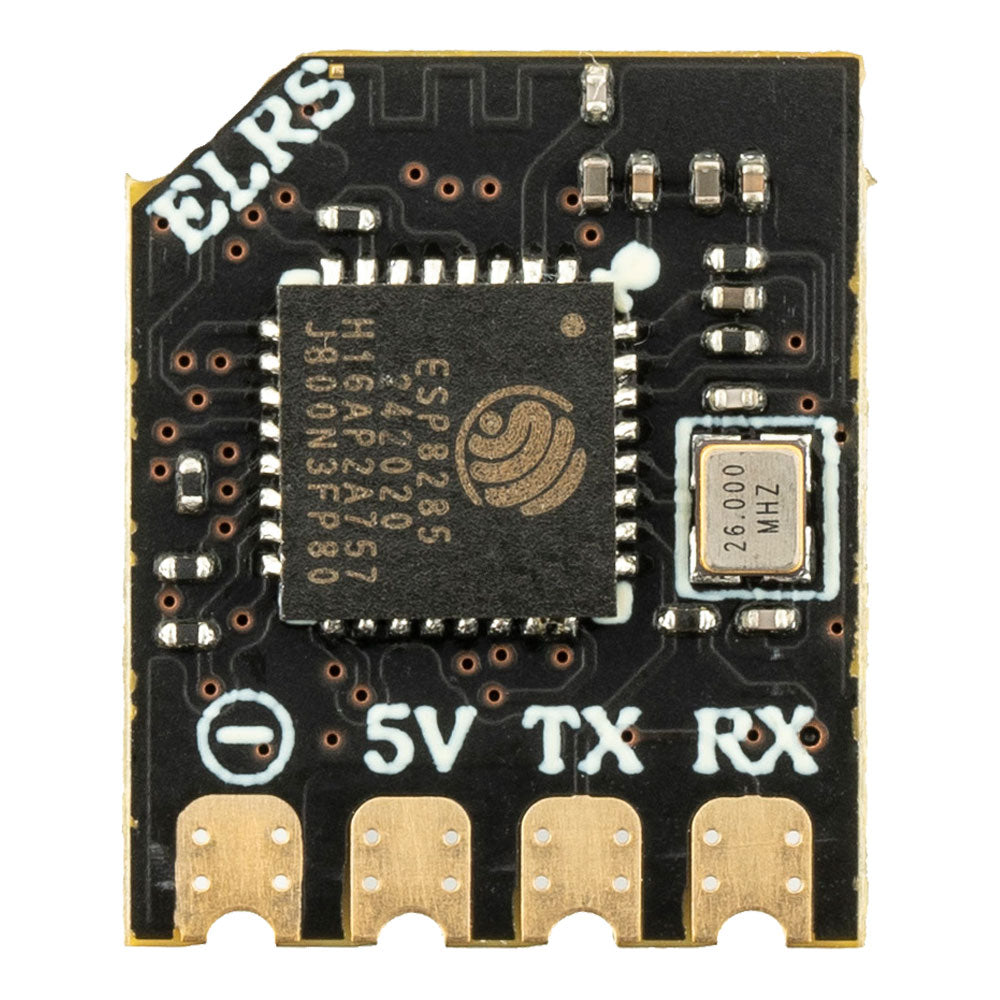 ELRS
ESP8285
242020
H16AP2A757
J800N3FP80
26.000
MHZ
5V TX RX